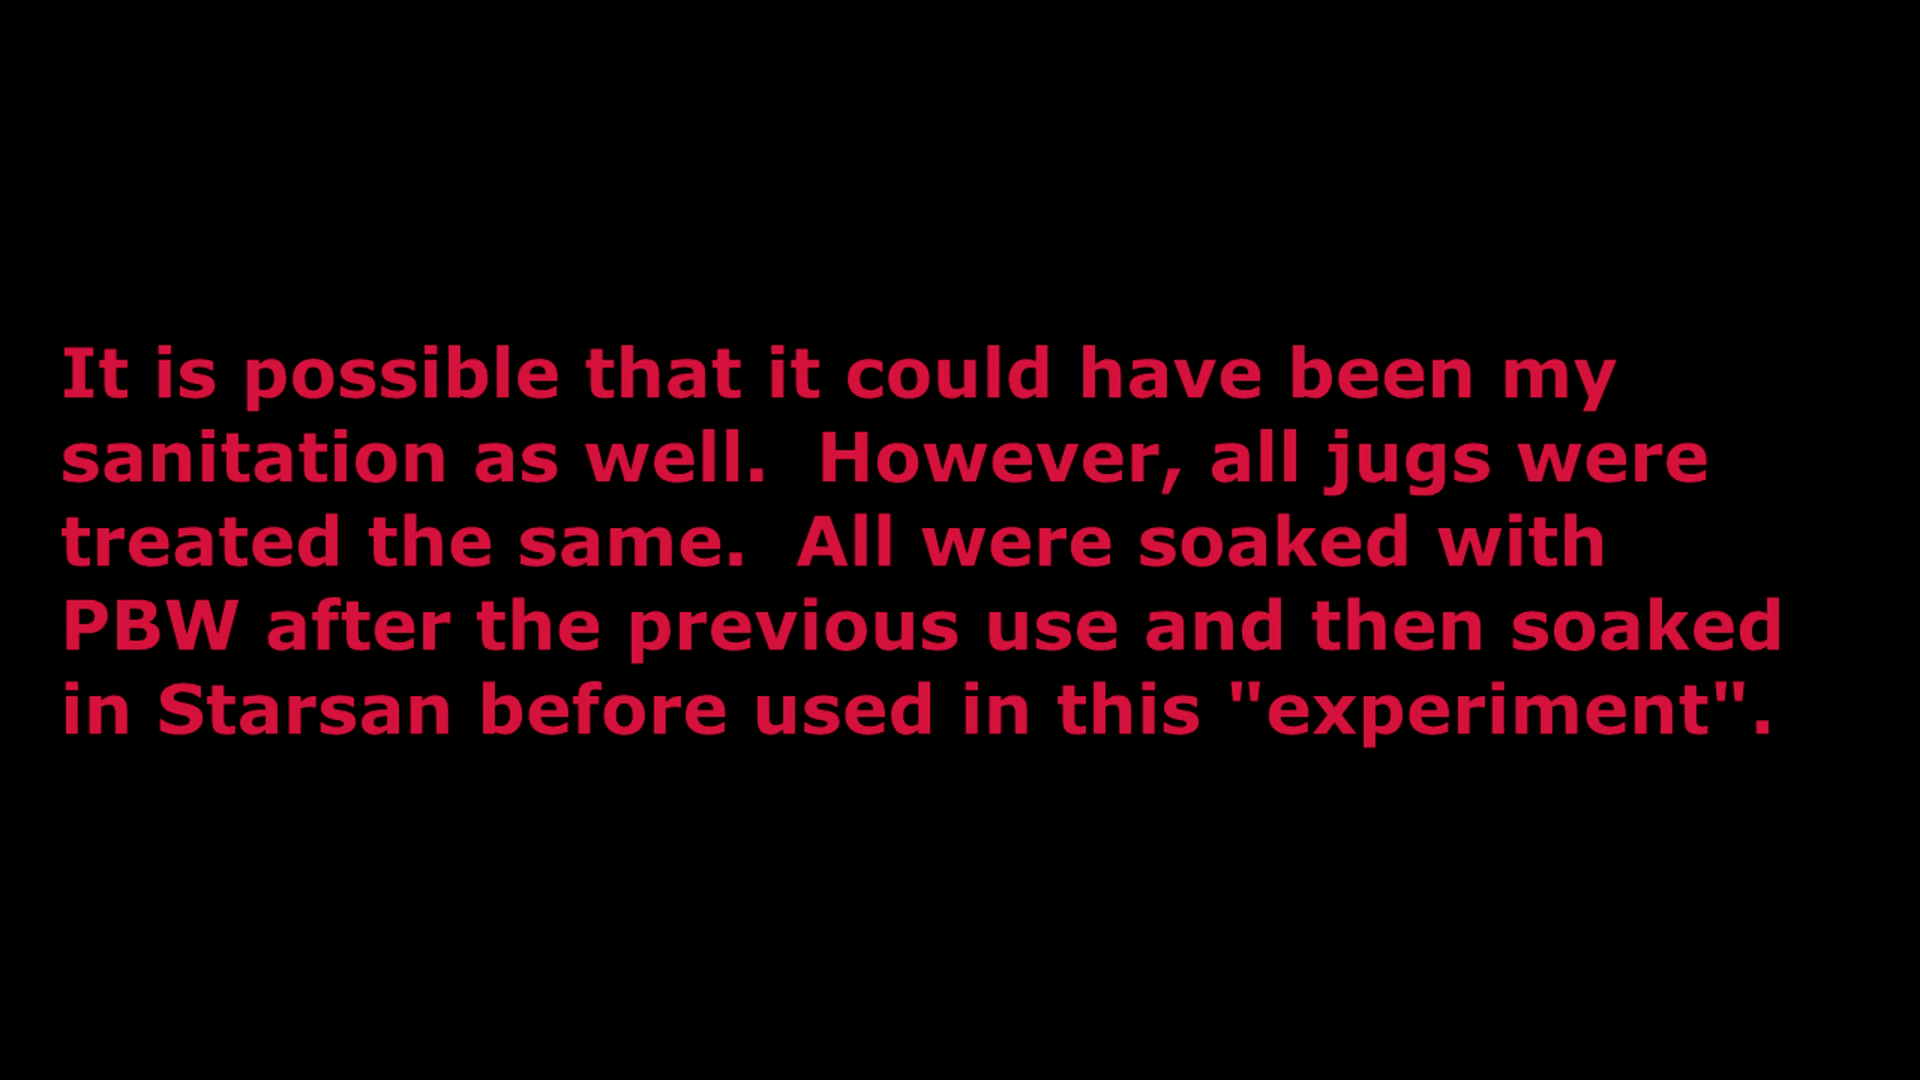 It is possible that it could have been my
sanitation as well.  However, all jugs were
treated the same.  All were soaked with
PBW after the previous use and then soaked
in Starsan before used in this "experiment".